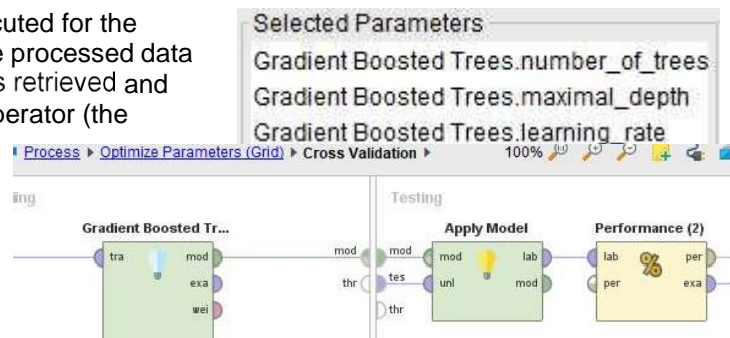 cuted for the
e processed data
s retrieved and
perator (the
Selected Parameters
Gradient Boosted Trees.number_of_trees
Gradient Boosted Trees.maximal_depth
Gradient Boosted Trees.learning_rate
Process ▸ Optimize Parameters (Grid) ▸ Cross Validation ▸ 100%
ing
Testing
Gradient Boosted Tr...
Apply Model
Performance (2)
tra mod mod mod mod lab lab % per
exa thr tes unl mod per exa
wei thr